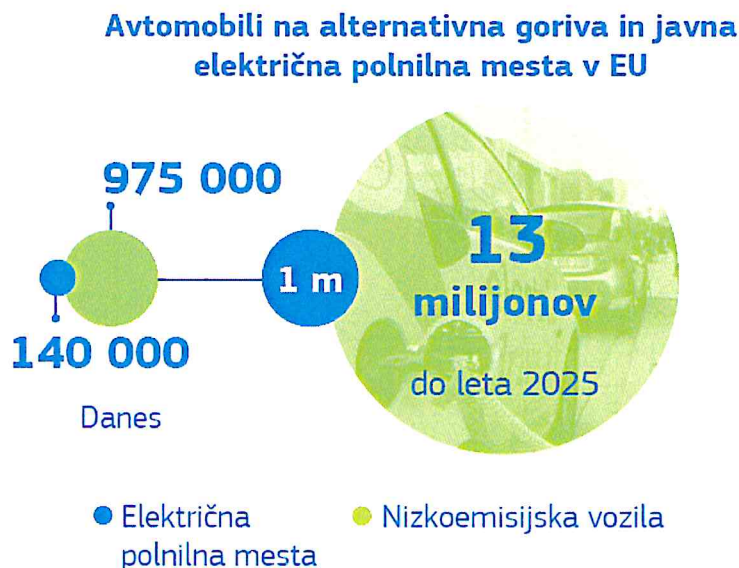 Avtomobili na alternativna goriva in javna
električna polnilna mesta v EU
975 000
140 000
Danes
1 m
13
milijonov
do leta 2025
Električna
polnilna mesta
Nizkoemisijska vozila